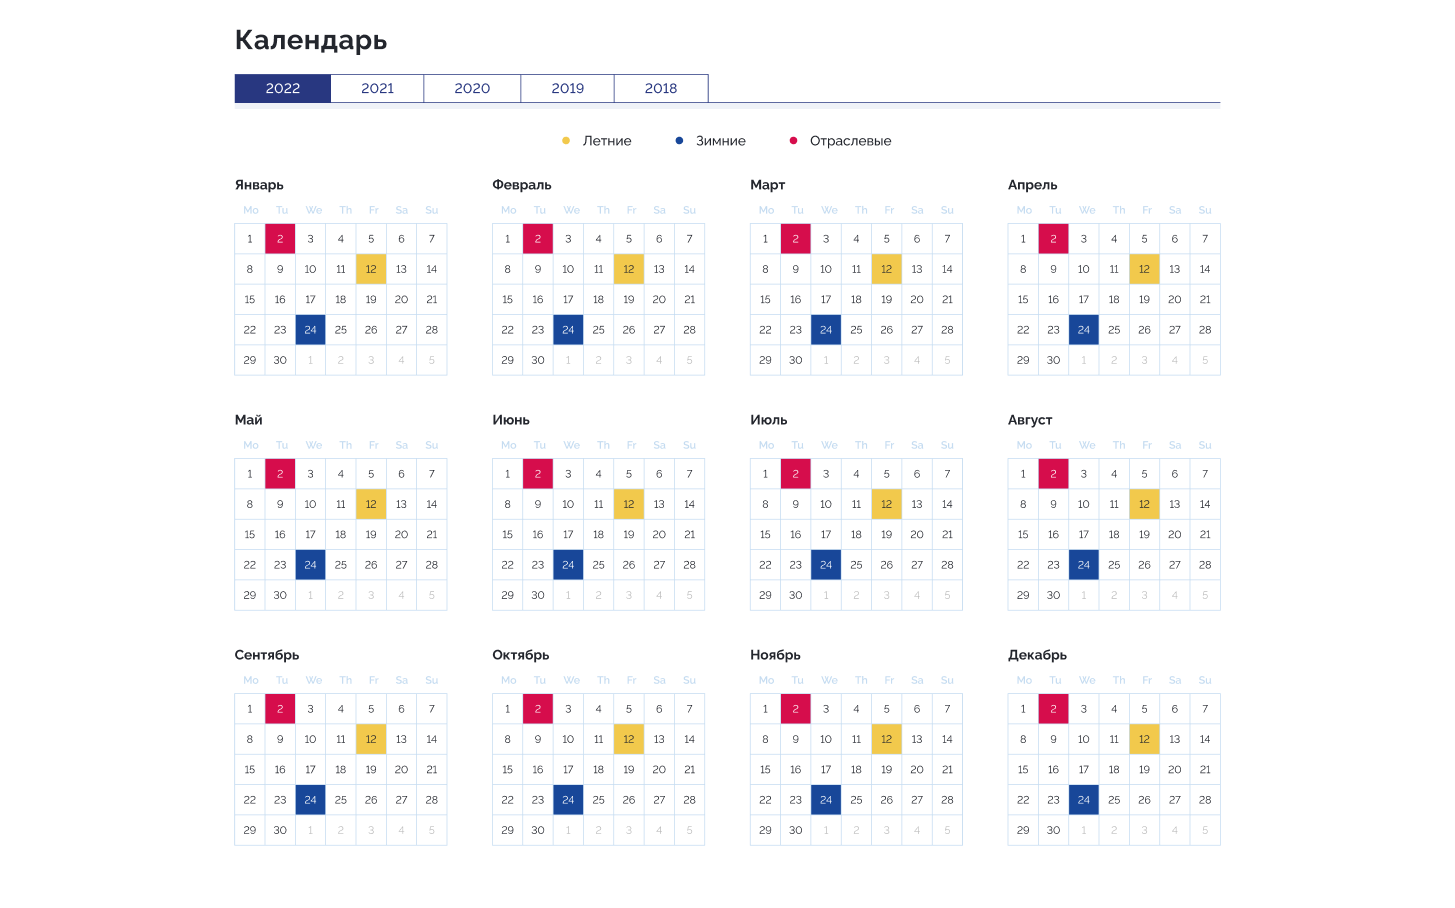 Календарь
2022 2021 2020 2019 2018
Летние Зимние Отраслевые
Январь Февраль Март Апрель
Mo Tu We Th Fr Sa Su Mo Tu We Th Fr Sa Su Mo Tu We Th Fr Sa Su Mo Tu We Th Fr Sa Su
1 2 3 4 5 6 7 1 2 3 4 5 6 7 1 2 3 4 5 6 7 1 2 3 4 5 6 7
8 9 10 11 12 13 14 8 9 10 11 12 13 14 8 9 10 11 12 13 14 8 9 10 11 12 13 14
15 16 17 18 19 20 21 15 16 17 18 19 20 21 15 16 17 18 19 20 21 15 16 17 18 19 20 21
22 23 24 25 26 27 28 22 23 24 25 26 27 28 22 23 24 25 26 27 28 22 23 24 25 26 27 28
29 30 1 2 3 4 5 29 30 1 2 3 4 5 29 30 1 2 3 4 5 29 30 1 2 3 4 5
Май Июнь Июль Август
Mo Tu We Th Fr Sa Su Mo Tu We Th Fr Sa Su Mo Tu We Th Fr Sa Su Mo Tu We Th Fr Sa Su
1 2 3 4 5 6 7 1 2 3 4 5 6 7 1 2 3 4 5 6 7 1 2 3 4 5 6 7
8 9 10 11 12 13 14 8 9 10 11 12 13 14 8 9 10 11 12 13 14 8 9 10 11 12 13 14
15 16 17 18 19 20 21 15 16 17 18 19 20 21 15 16 17 18 19 20 21 15 16 17 18 19 20 21
22 23 24 25 26 27 28 22 23 24 25 26 27 28 22 23 24 25 26 27 28 22 23 24 25 26 27 28
29 30 1 2 3 4 5 29 30 1 2 3 4 5 29 30 1 2 3 4 5 29 30 1 2 3 4 5
Сентябрь Октябрь Ноябрь Декабрь
Mo Tu We Th Fr Sa Su Mo Tu We Th Fr Sa Su Mo Tu We Th Fr Sa Su Mo Tu We Th Fr Sa Su
1 2 3 4 5 6 7 1 2 3 4 5 6 7 1 2 3 4 5 6 7 1 2 3 4 5 6 7
8 9 10 11 12 13 14 8 9 10 11 12 13 14 8 9 10 11 12 13 14 8 9 10 11 12 13 14
15 16 17 18 19 20 21 15 16 17 18 19 20 21 15 16 17 18 19 20 21 15 16 17 18 19 20 21
22 23 24 25 26 27 28 22 23 24 25 26 27 28 22 23 24 25 26 27 28 22 23 24 25 26 27 28
29 30 1 2 3 4 5 29 30 1 2 3 4 5 29 30 1 2 3 4 5 29 30 1 2 3 4 5